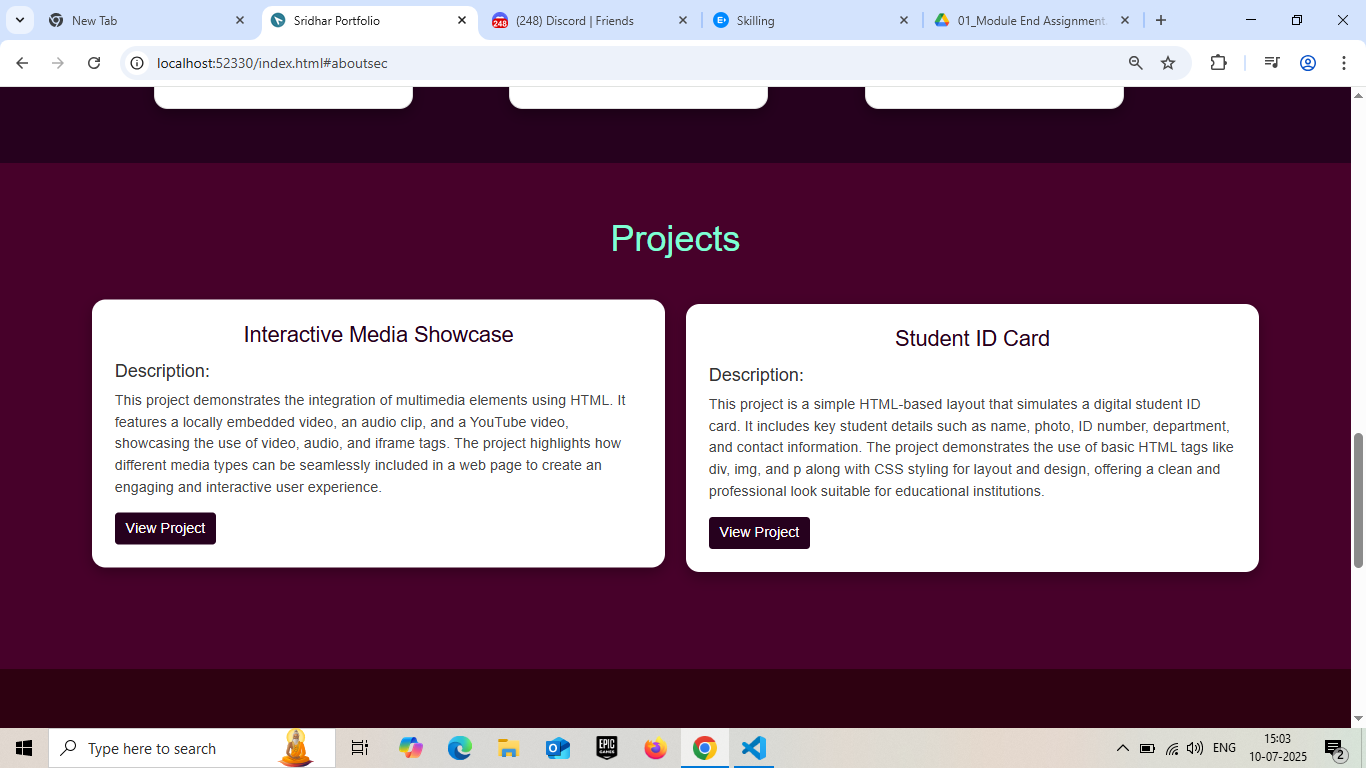 New Tab
Sridhar Portfolio
248
(248) Discord | Friends
E+
Skilling
01_Module End Assignment
localhost:52330/index.html#aboutsec
Projects
Interactive Media Showcase
Description:
This project demonstrates the integration of multimedia elements using HTML. It
features a locally embedded video, an audio clip, and a YouTube video,
showcasing the use of video, audio, and iframe tags. The project highlights how
different media types can be seamlessly included in a web page to create an
engaging and interactive user experience.
View Project
Student ID Card
Description:
This project is a simple HTML-based layout that simulates a digital student ID
card. It includes key student details such as name, photo, ID number, department,
and contact information. The project demonstrates the use of basic HTML tags like
div, img, and p along with CSS styling for layout and design, offering a clean and
professional look suitable for educational institutions.
View Project
Type here to search
EPIC
GAMES
ENG
15:03
10-07-2025
2